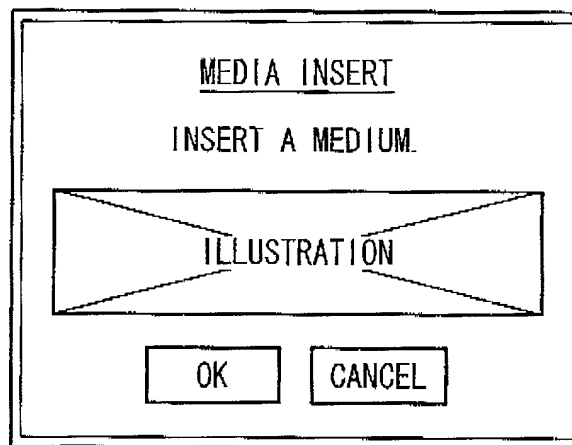 MEDIA INSERT
INSERT A MEDIUM.
ILLUSTRATION
OK
CANCEL